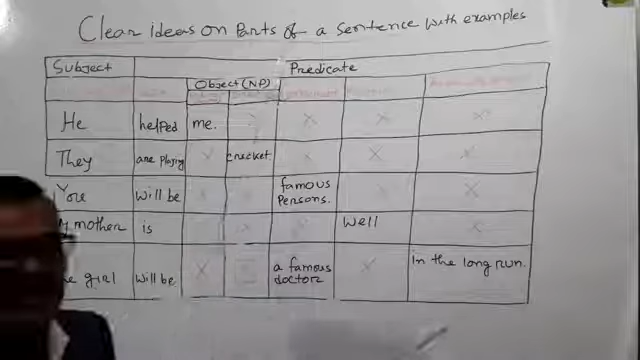 Clear ideas on Parts of a Sentence with examples
Subject Predicate
Object (NP)
He helped me. X X X X
They are playing X cricket X X X
You will be X X famous Persons. X X
mother is X X X Well X
girl will be X X a famous doctor X in the long run.